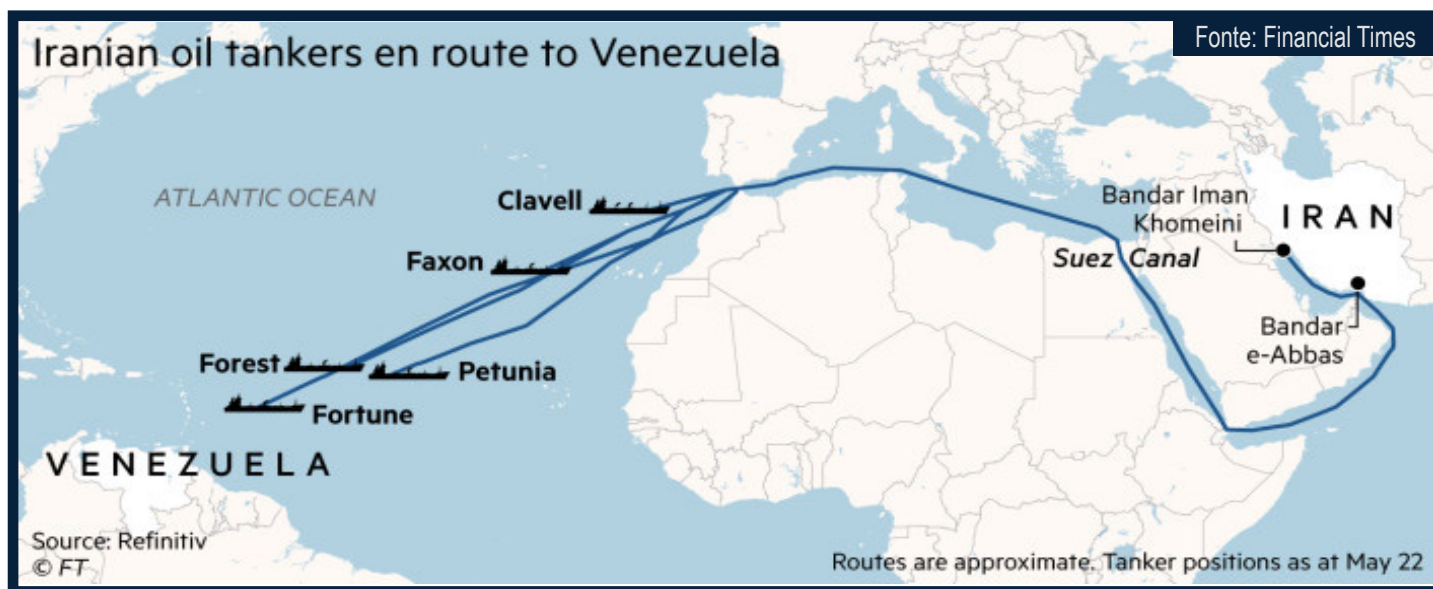 Fonte: Financial Times
Iranian oil tankers en route to Venezuela
ATLANTIC OCEAN
Clavell
Faxon
Forest
Petunia
Fortune
Bandar Iman
Khomeini
IRAN
Suez Canal
Bandar
e-Abbas
VENEZUELA
Source: Refinitiv
© FT
Routes are approximate. Tanker positions as at May 22